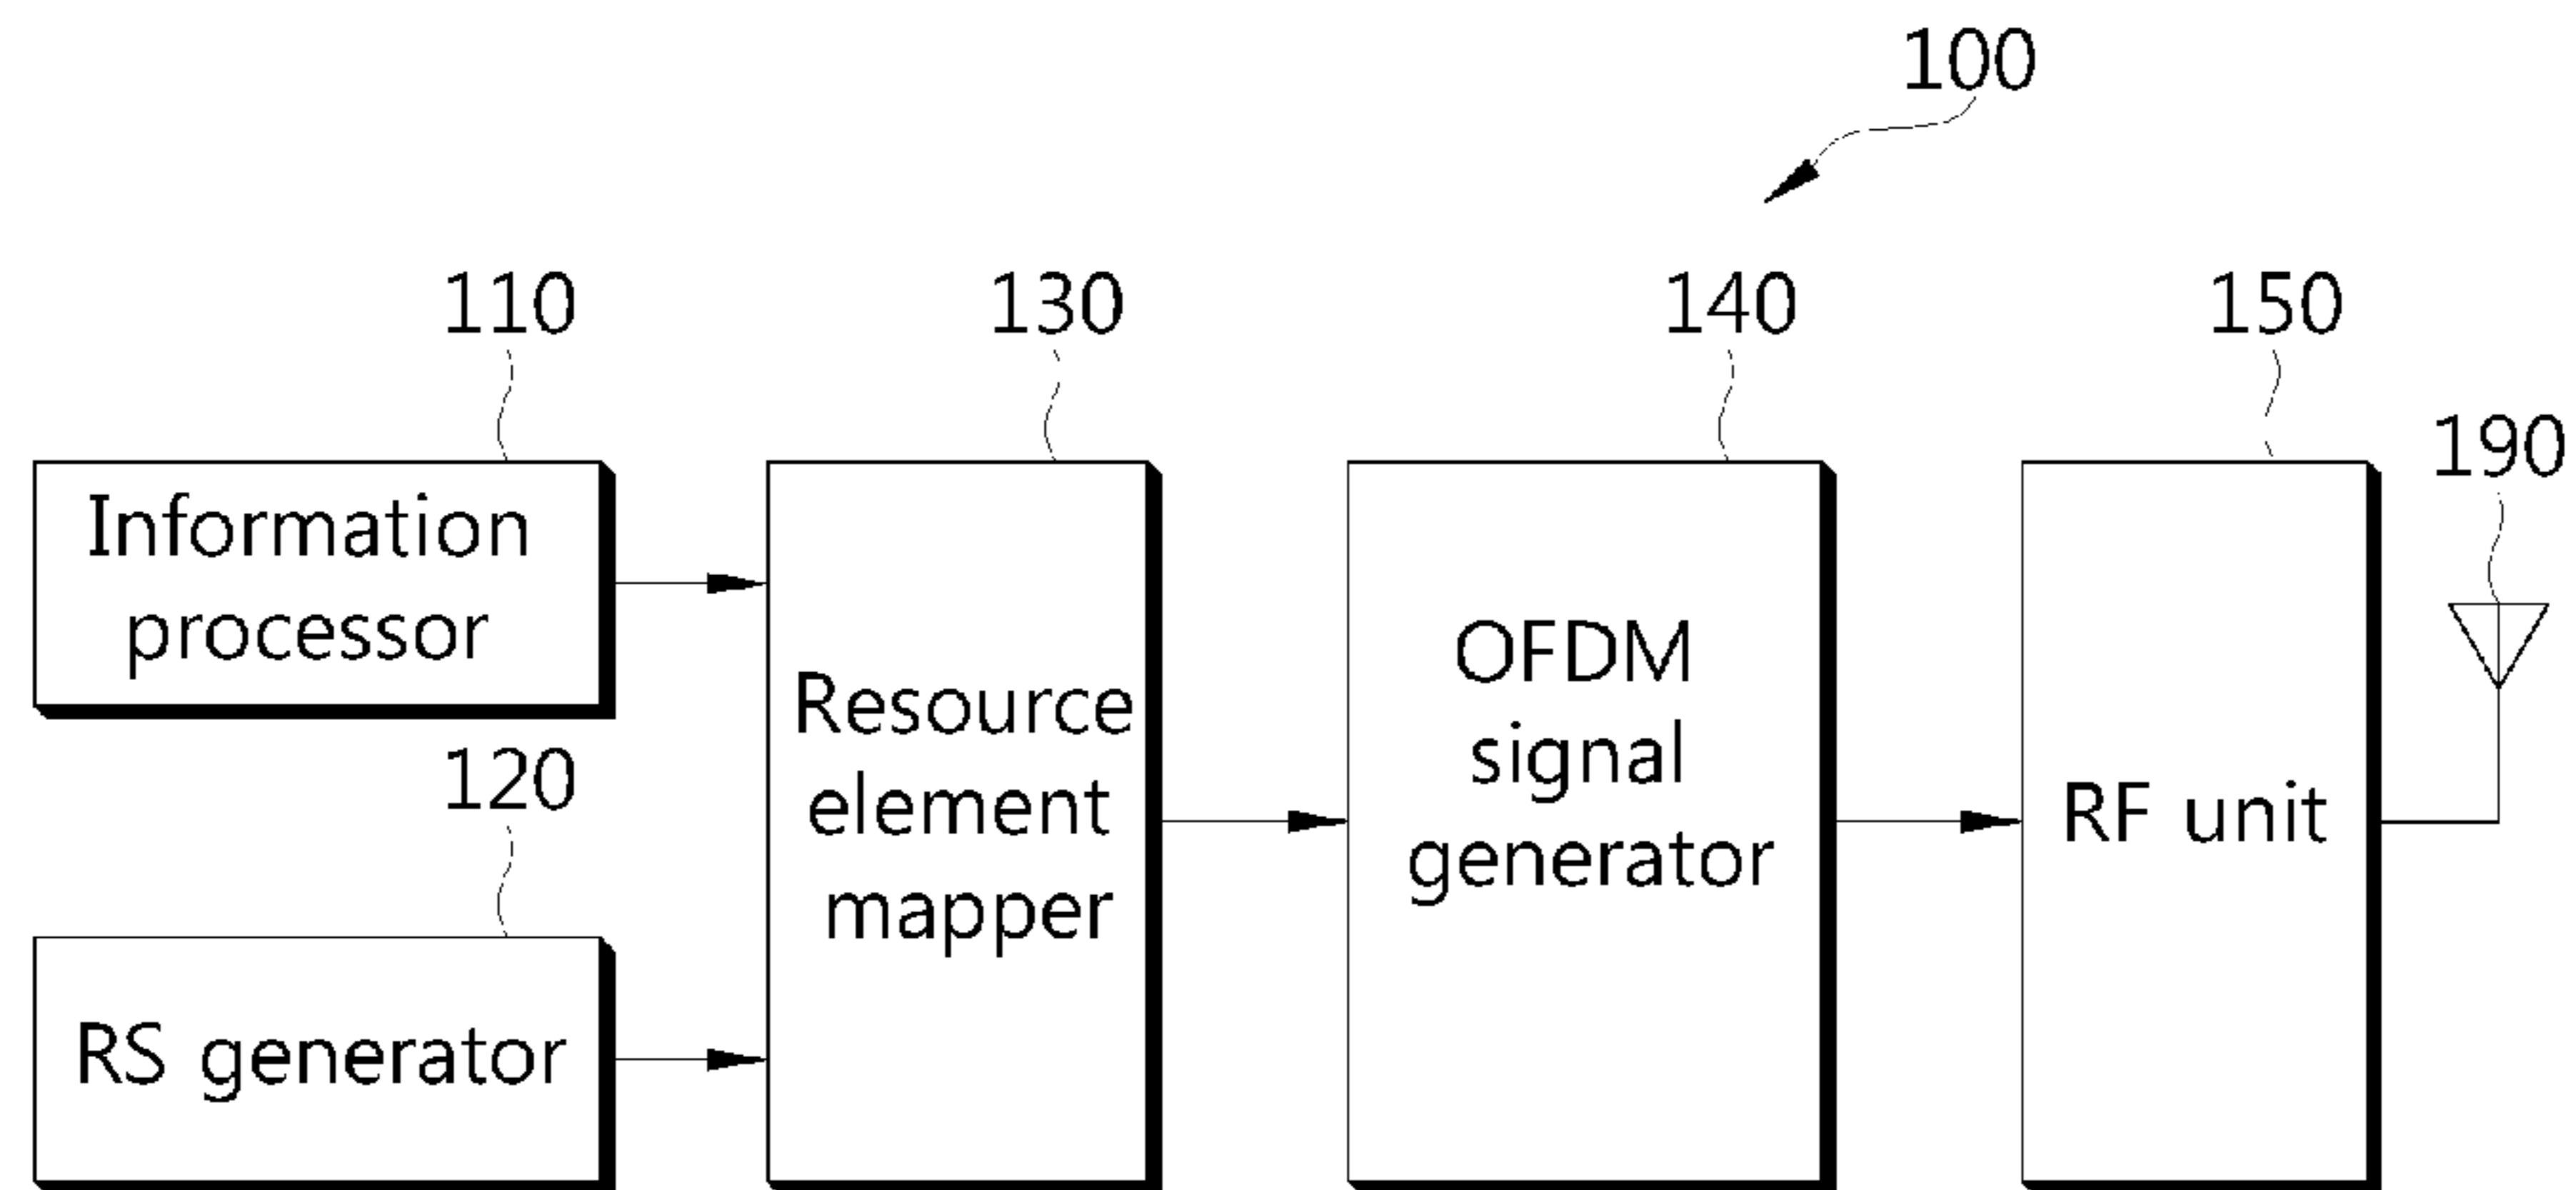 100
110
130
140
150
190
Information
processor
Resource
element
mapper
OFDM
signal
generator
RF unit
120
RS generator